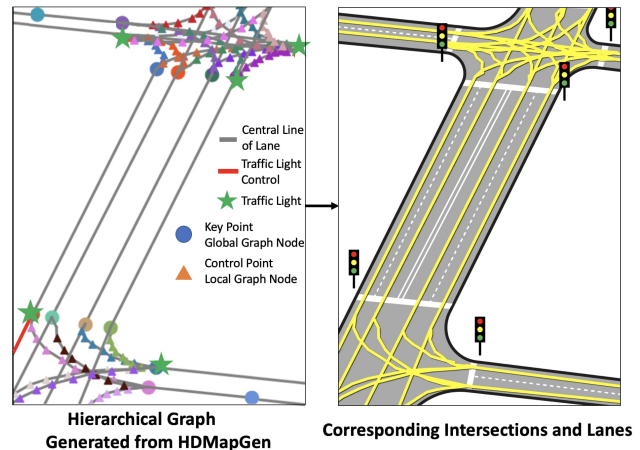 Central Line
of Lane
Traffic Light
Control
Traffic Light
Key Point
Global Graph Node
Control Point
Local Graph Node
Hierarchical Graph
Generated from HDMapGen
Corresponding Intersections and Lanes